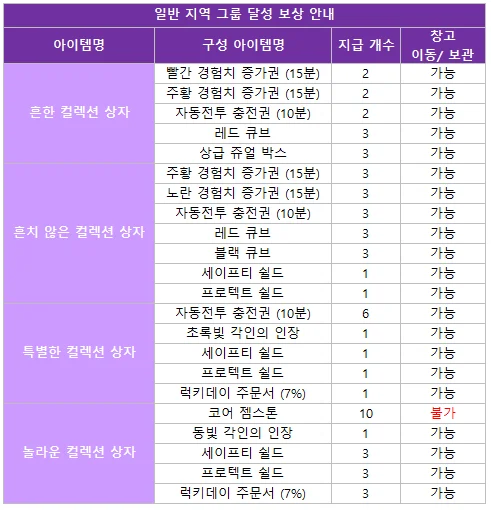 일반 지역 그룹 달성 보상 안내
아이템명 구성 아이템명 지급 개수 창고
이동/ 보관
흔한 컬렉션 상자
빨간 경험치 증가권 (15분) 2 가능
주황 경험치 증가권 (15분) 2 가능
자동전투 충전권 (10분) 2 가능
레드 큐브 3 가능
상급 쥬얼 박스 3 가능
흔치 않은 컬렉션 상자
주황 경험치 증가권 (15분) 3 가능
노란 경험치 증가권 (15분) 3 가능
자동전투 충전권 (10분) 3 가능
레드 큐브 3 가능
블랙 큐브 3 가능
세이프티 쉴드 1 가능
프로텍트 쉴드 1 가능
특별한 컬렉션 상자
자동전투 충전권 (10분) 6 가능
초록빛 각인의 인장 1 가능
세이프티 쉴드 1 가능
프로텍트 쉴드 1 가능
럭키데이 주문서 (7%) 1 가능
놀라운 컬렉션 상자
코어 젬스톤 10 불가
동빛 각인의 인장 1 가능
세이프티 쉴드 3 가능
프로텍트 쉴드 3 가능
럭키데이 주문서 (7%) 3 가능